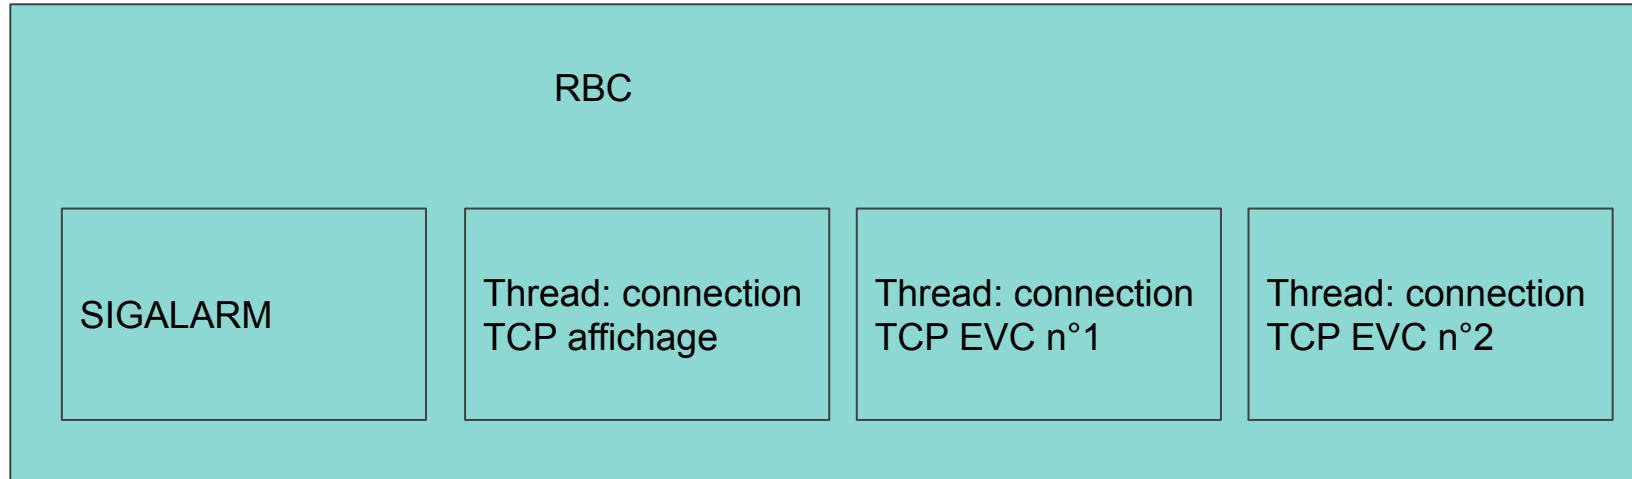 RBC
SIGALARM
Thread: connection
TCP affichage
Thread: connection
TCP EVC n°1
Thread: connection
TCP EVC n°2